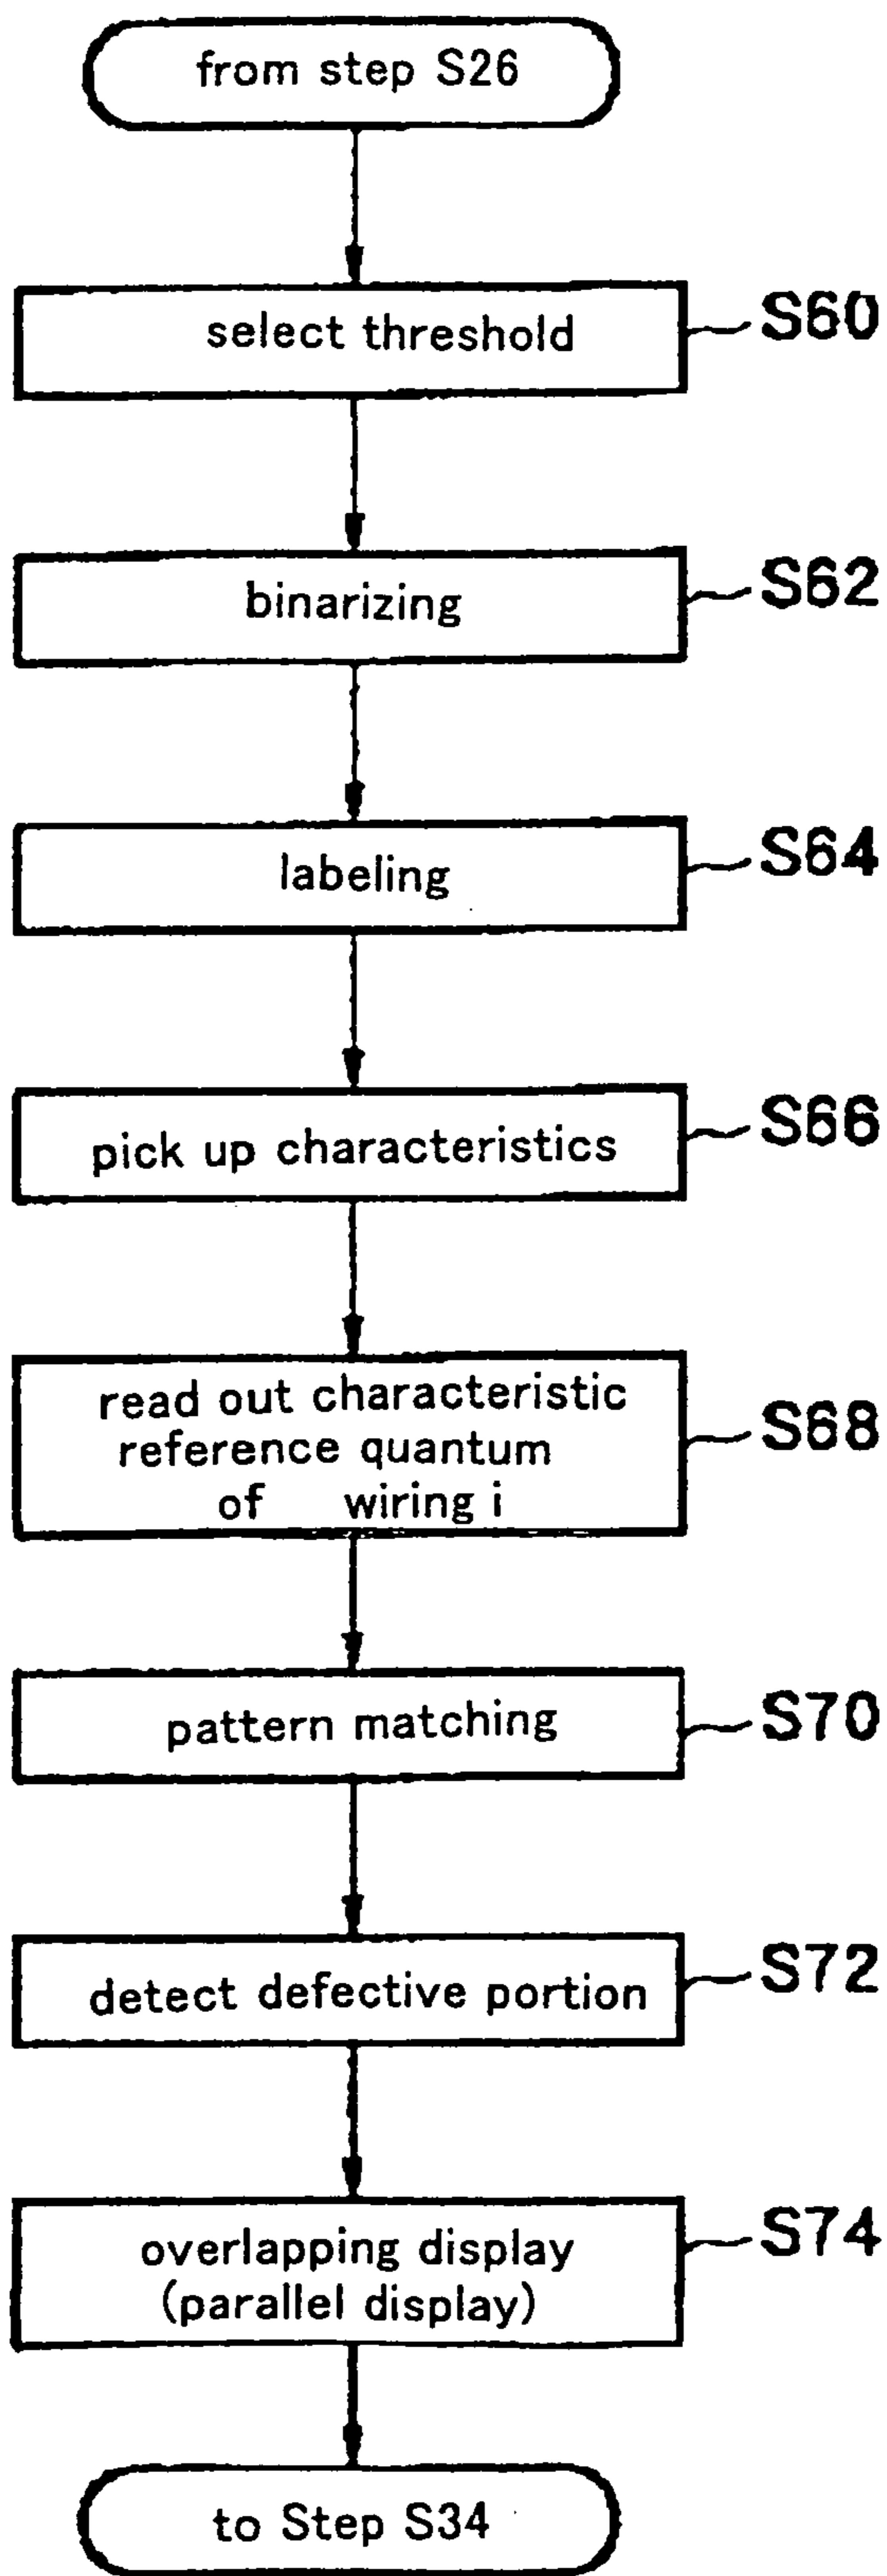 from step S26
select threshold
S60
binarizing
S62
labeling
S64
pick up characteristics
S66
read out characteristic
reference quantum
of wiring i
S68
pattern matching
S70
detect defective portion
S72
overlapping display
(parallel display)
S74
to Step S34